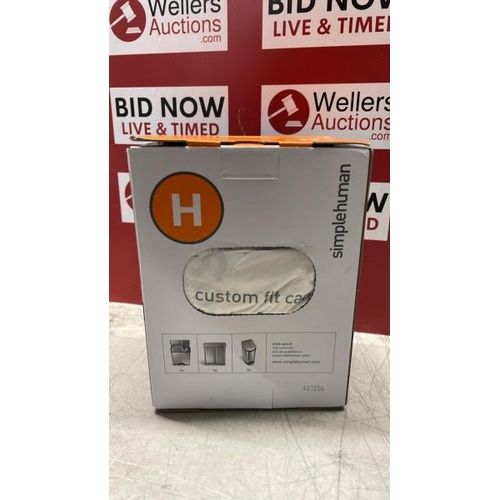 Wellers
Auctions
.com
BID NOW
LIVE & TIMED
BID NOW
LIVE & TIMED
Wellers
Auctions
.com
H
simplehuman
custom fit ca
www.simplehuman.com